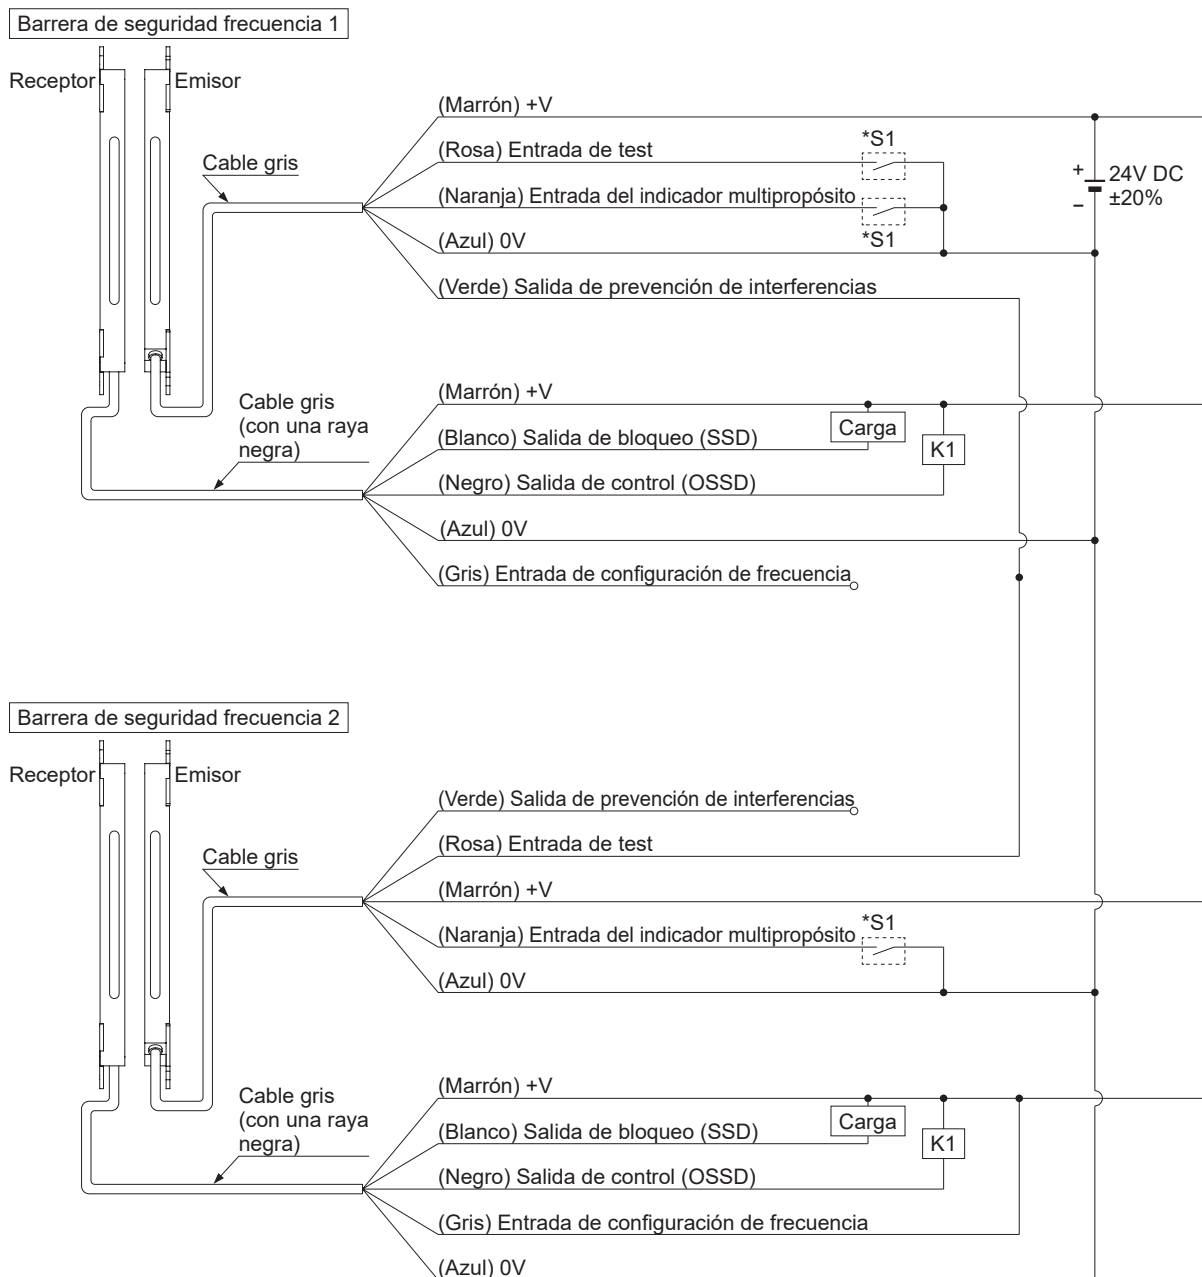 Barrera de seguridad frecuencia 1
Receptor
Emisor
(Marrón) +V
*S1
(Rosa) Entrada de test
Cable gris
+
24V DC
±20%
−
(Naranja) Entrada del indicador multipropósito
*S1
(Azul) 0V
(Verde) Salida de prevención de interferencias
(Marrón) +V
Cable gris
(con una raya
negra)
Carga
(Blanco) Salida de bloqueo (SSD)
K1
(Negro) Salida de control (OSSD)
(Azul) 0V
(Gris) Entrada de configuración de frecuencia
Barrera de seguridad frecuencia 2
Receptor
Emisor
(Verde) Salida de prevención de interferencias
(Rosa) Entrada de test
Cable gris
(Marrón) +V
*S1
(Naranja) Entrada del indicador multipropósito
(Azul) 0V
(Marrón) +V
Cable gris
(con una raya
negra)
Carga
(Blanco) Salida de bloqueo (SSD)
K1
(Negro) Salida de control (OSSD)
(Gris) Entrada de configuración de frecuencia
(Azul) 0V